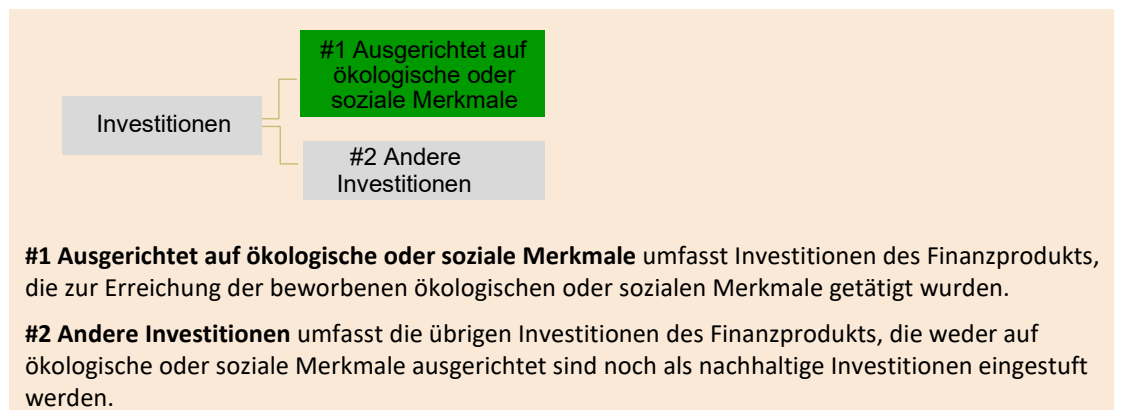 #1 Ausgerichtet auf
ökologische oder
soziale Merkmale
Investitionen
#2 Andere
Investitionen
#1 Ausgerichtet auf ökologische oder soziale Merkmale umfasst Investitionen des Finanzprodukts,
die zur Erreichung der beworbenen ökologischen oder sozialen Merkmale getätigt wurden.
#2 Andere Investitionen umfasst die übrigen Investitionen des Finanzprodukts, die weder auf
ökologische oder soziale Merkmale ausgerichtet sind noch als nachhaltige Investitionen eingestuft
werden.